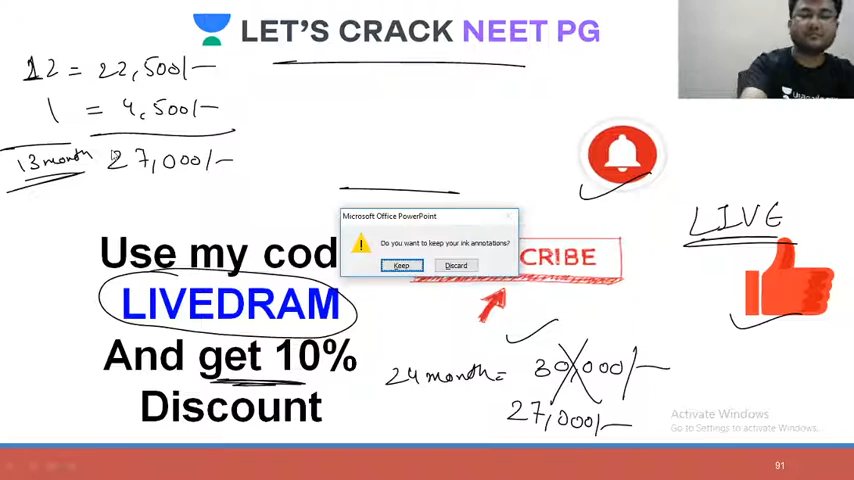 LET'S CRACK NEET PG
12 = 22,500/-
1 = 4,500/-
13 month 27,000/-
Microsoft Office PowerPoint
Do you want to keep your ink annotations?
Keep Discard
Use my cod
LIVEDRAM
And get 10%
Discount
CRIBE
LIVE
24 month = 30,000/-
27,000/-
Activate Windows
Go to Settings to activate Windows.
91